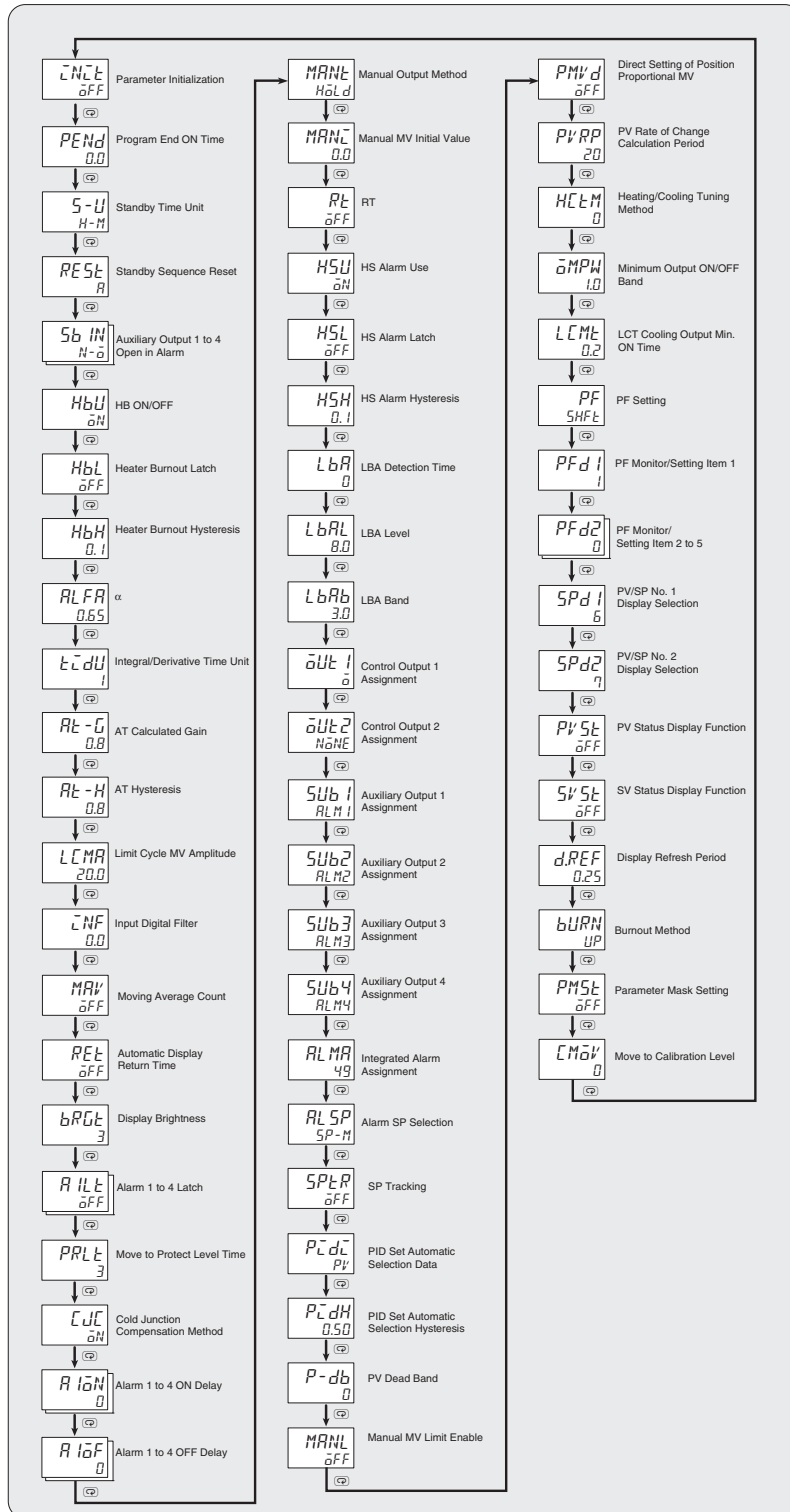 INIT
OFF
Parameter Initialization
PEND
0.0
Program End ON Time
S-U
H-M
Standby Time Unit
REST
A
Standby Sequence Reset
Sb1N
N-O
Auxiliary Output 1 to 4
Open in Alarm
HbU
ON
HB ON/OFF
HbL
OFF
Heater Burnout Latch
HbH
0.1
Heater Burnout Hysteresis
ALFA
0.65
α
TIdU
1
Integral/Derivative Time Unit
AT-G
0.8
AT Calculated Gain
AT-H
0.8
AT Hysteresis
LCMA
20.0
Limit Cycle MV Amplitude
INF
0.0
Input Digital Filter
MAV
OFF
Moving Average Count
RET
OFF
Automatic Display
Return Time
bRGT
3
Display Brightness
A1LT
OFF
Alarm 1 to 4 Latch
PRLT
3
Move to Protect Level Time
CJC
ON
Cold Junction
Compensation Method
A1ON
0
Alarm 1 to 4 ON Delay
A1OF
0
Alarm 1 to 4 OFF Delay
MANT
HOLd
Manual Output Method
MANI
0.0
Manual MV Initial Value
RT
OFF
RT
HSU
ON
HS Alarm Use
HSL
OFF
HS Alarm Latch
HSH
0.1
HS Alarm Hysteresis
LbA
0
LBA Detection Time
LbAL
8.0
LBA Level
LbAb
3.0
LBA Band
OUT1
O
Control Output 1
Assignment
OUT2
NONE
Control Output 2
Assignment
SUb1
ALM1
Auxiliary Output 1
Assignment
SUb2
ALM2
Auxiliary Output 2
Assignment
SUb3
ALM3
Auxiliary Output 3
Assignment
SUb4
ALM4
Auxiliary Output 4
Assignment
ALMA
49
Integrated Alarm
Assignment
ALSP
SP-M
Alarm SP Selection
SPTR
OFF
SP Tracking
PIdI
PV
PID Set Automatic
Selection Data
PIdH
0.50
PID Set Automatic
Selection Hysteresis
P-db
0
PV Dead Band
MANL
OFF
Manual MV Limit Enable
PMVd
OFF
Direct Setting of Position
Proportional MV
PVRP
20
PV Rate of Change
Calculation Period
HCTM
0
Heating/Cooling Tuning
Method
OMPW
1.0
Minimum Output ON/OFF
Band
LCMT
0.2
LCT Cooling Output Min.
ON Time
PF
SHFT
PF Setting
PFd1
1
PF Monitor/Setting Item 1
PFd2
0
PF Monitor/
Setting Item 2 to 5
SPd1
6
PV/SP No. 1
Display Selection
SPd2
7
PV/SP No. 2
Display Selection
PVST
OFF
PV Status Display Function
SVST
OFF
SV Status Display Function
d.REF
0.25
Display Refresh Period
bURN
UP
Burnout Method
PMST
OFF
Parameter Mask Setting
CMOV
0
Move to Calibration Level